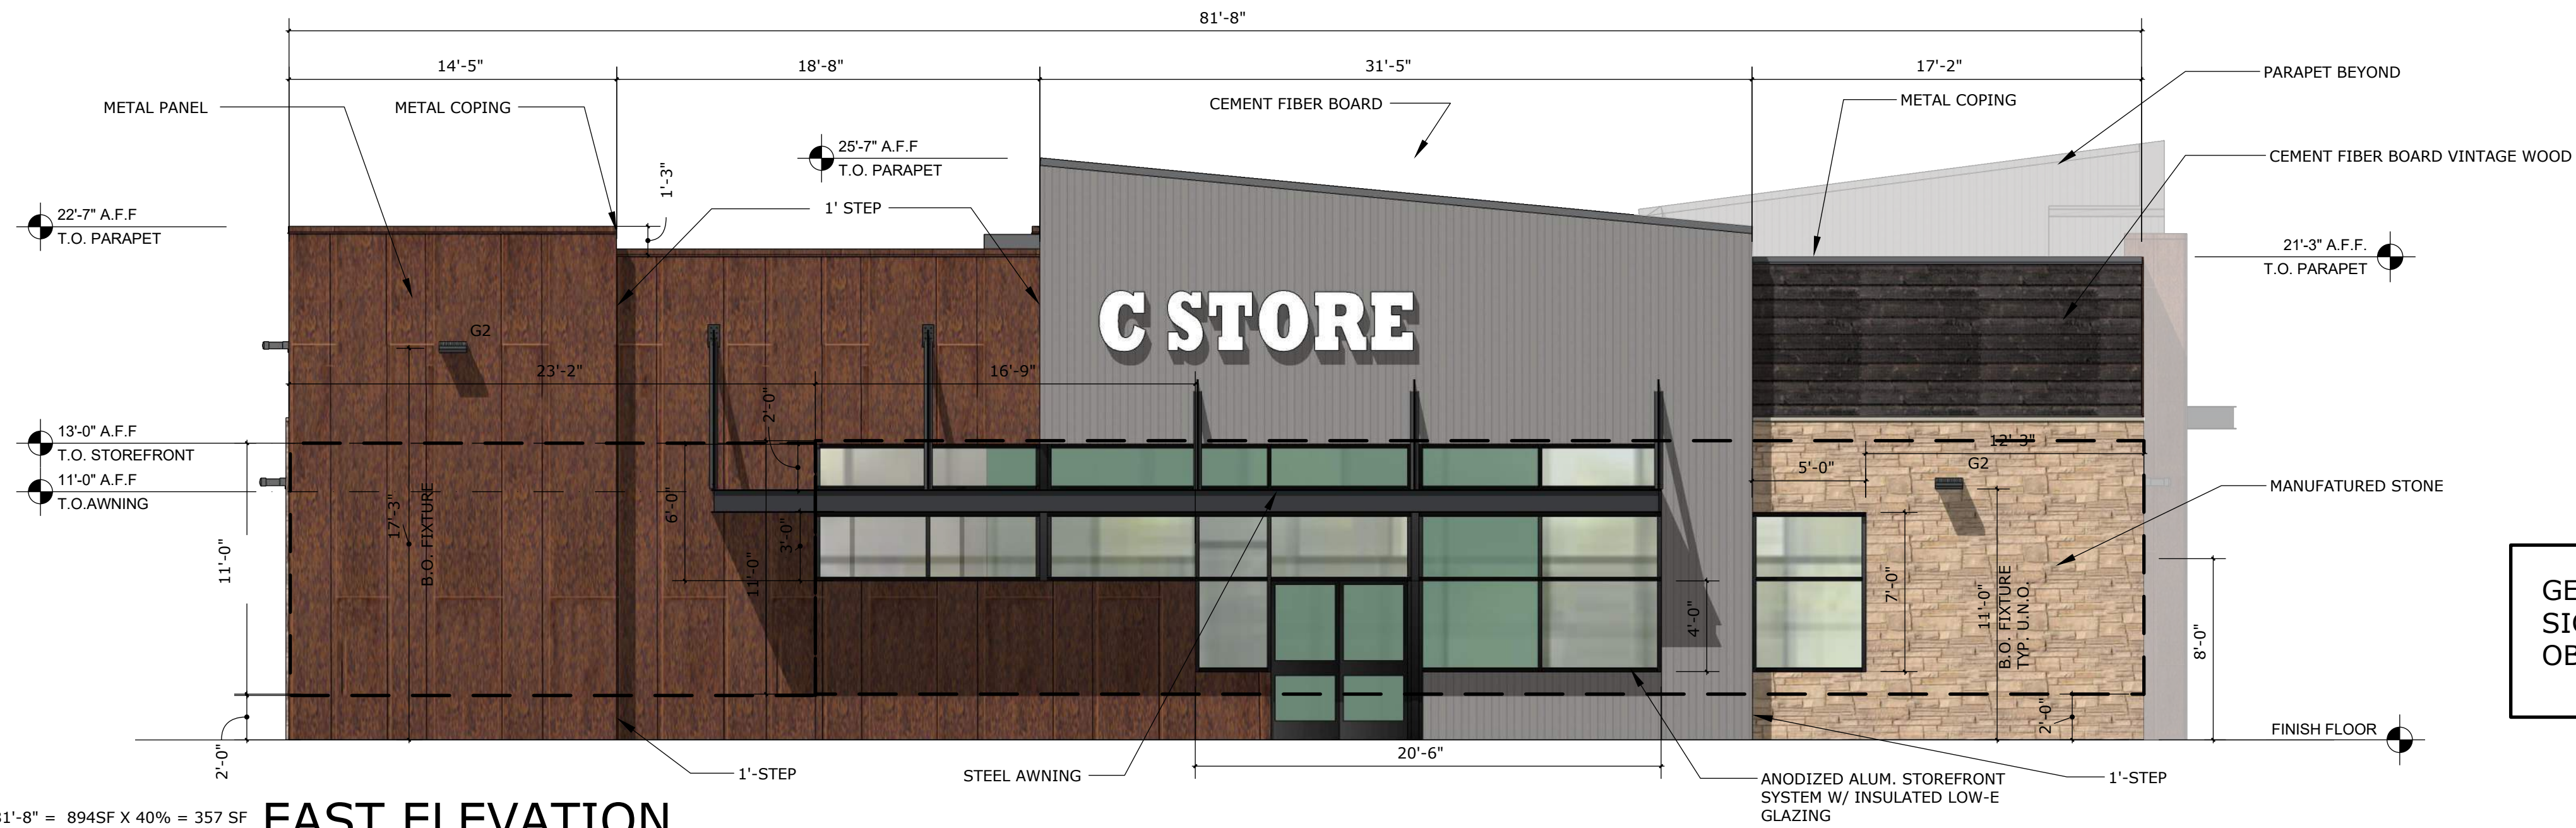 81'-8"
14'-5"
18'-8"
31'-5"
17'-2"
PARAPET BEYOND
METAL PANEL
METAL COPING
CEMENT FIBER BOARD
METAL COPING
25'-7" A.F.F
T.O. PARAPET
1'-3"
CEMENT FIBER BOARD VINTAGE WOOD
22'-7" A.F.F
T.O. PARAPET
1' STEP
21'-3" A.F.F.
T.O. PARAPET
C STORE
G2
23'-2"
16'-9"
2'-0"
13'-0" A.F.F
T.O. STOREFRONT
11'-0" A.F.F
T.O.AWNING
12'-3"
5'-0"
G2
MANUFATURED STONE
17'-3"
B.O. FIXTURE
6'-0"
3'-0"
11'-0"
11'-0"
4'-0"
7'-0"
11'-0"
B.O. FIXTURE
TYP. U.N.O.
8'-0"
2'-0"
2'-0"
FINISH FLOOR
20'-6"
1'-STEP
STEEL AWNING
ANODIZED ALUM. STOREFRONT
SYSTEM W/ INSULATED LOW-E
GLAZING
1'-STEP
1'-8" = 894SF X 40% = 357 SF
EAST ELEVATION